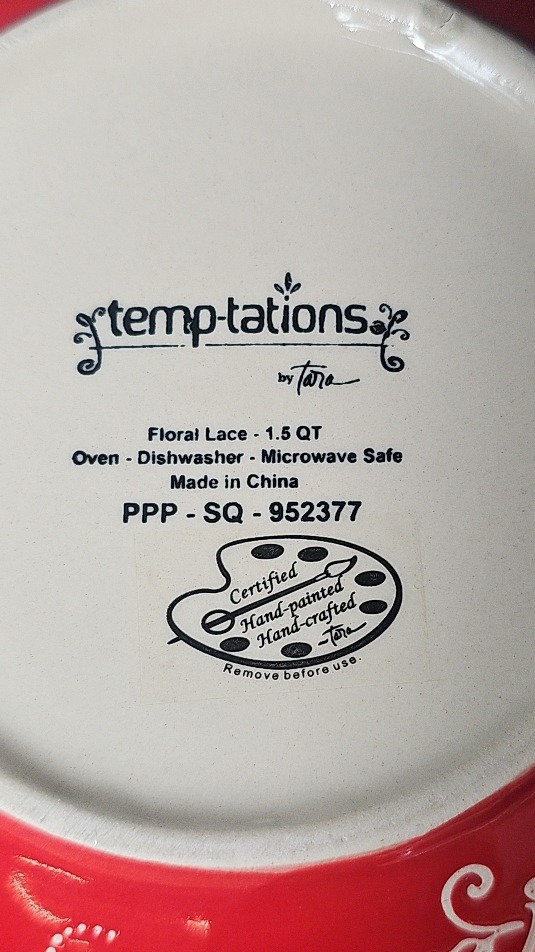 temp-tations
by Tara
Floral Lace - 1.5 QT
Oven - Dishwasher - Microwave Safe
Made in China
PPP - SQ - 952377
Certified
Hand-painted
Hand-crafted
~Tara
Remove before use.